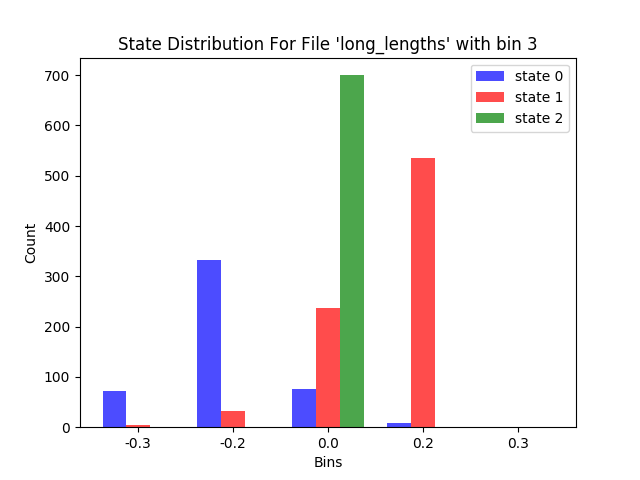 State Distribution For File 'long_lengths' with bin 3
state 0
state 1
state 2
700
600
500
400
300
200
100
0
Count
-0.3
-0.2
0.0
0.2
0.3
Bins